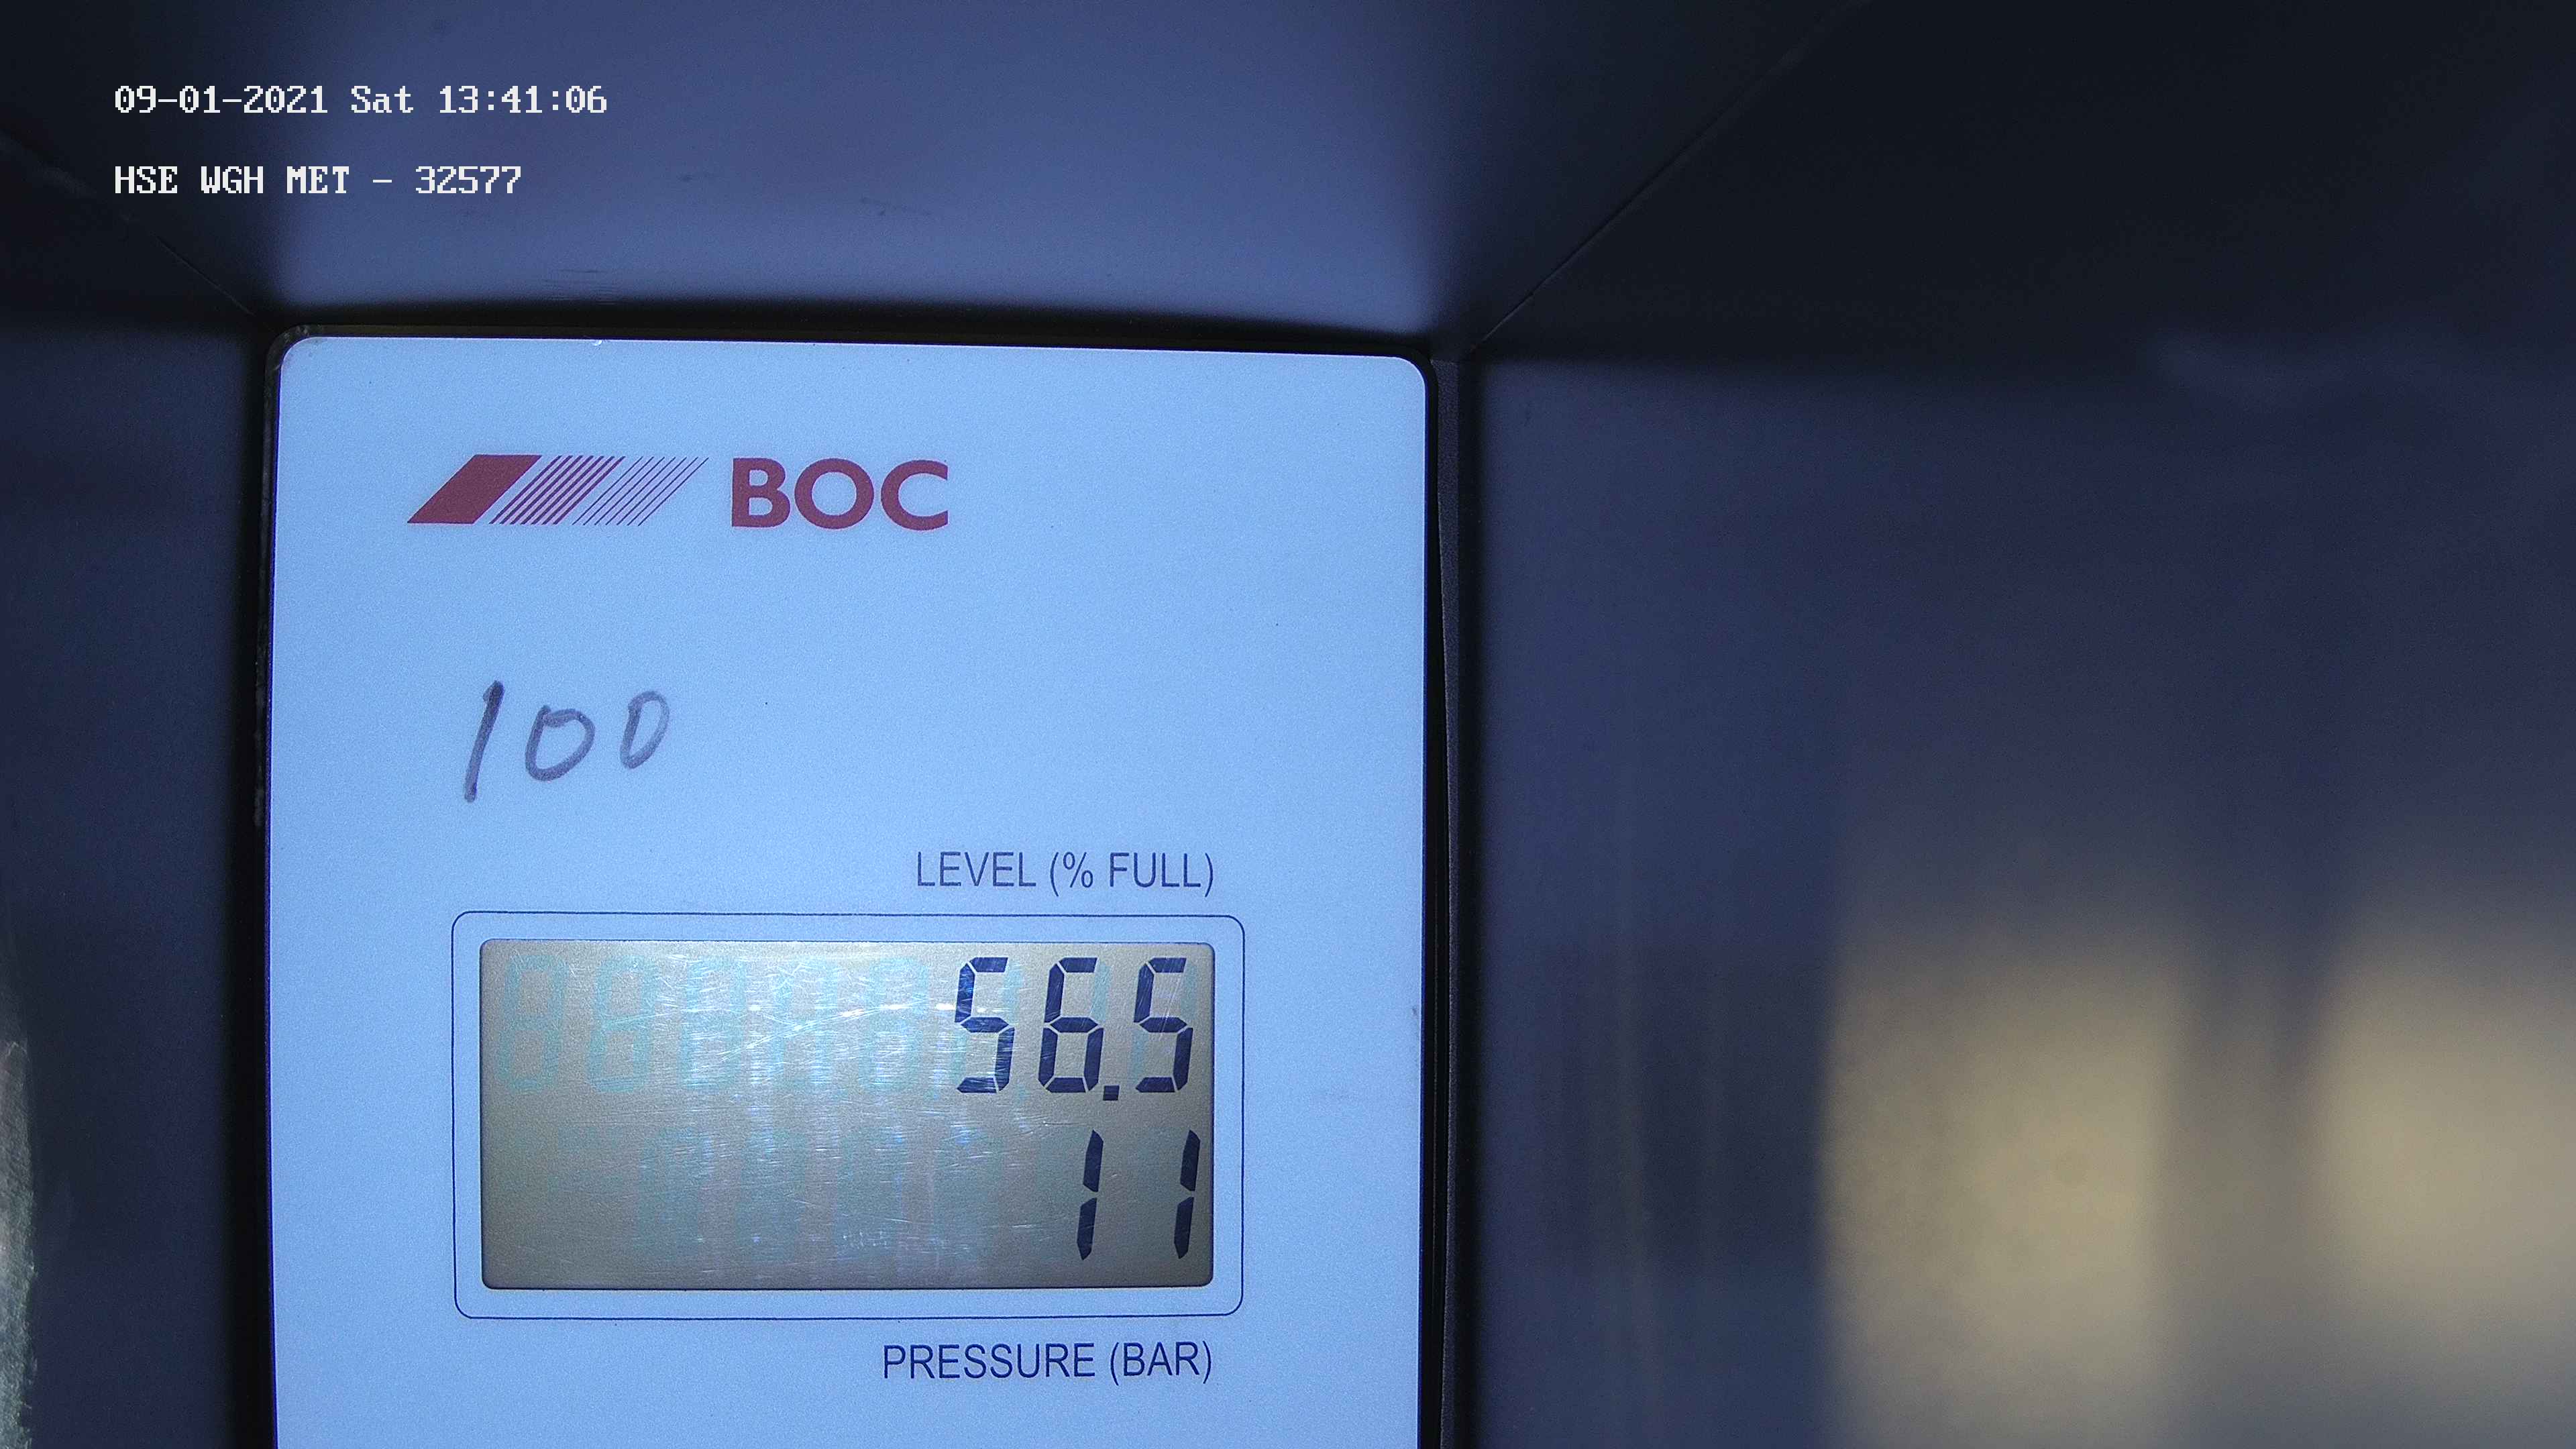 09-01-2021 Sat 13:41:06
HSE WGH MET - 32577
BOC
100
LEVEL (% FULL)
56.5
11
PRESSURE (BAR)